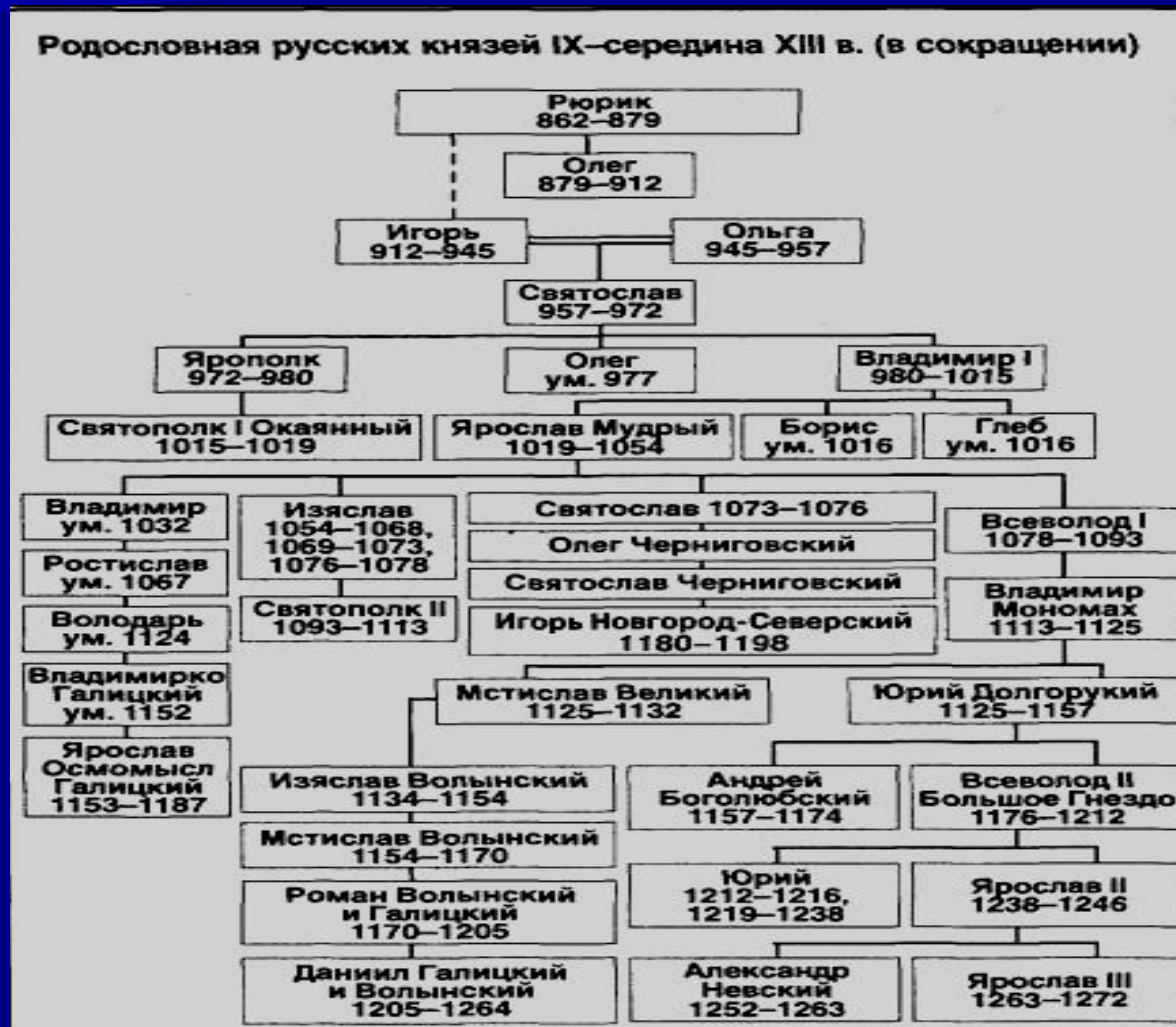 Родословная русских князей IX–середина XIII в. (в сокращении)
Рюрик
862–879
Олег
879–912
Игорь
912–945
Ольга
945–957
Святослав
957–972
Ярополк
972–980
Олег
ум. 977
Владимир I
980–1015
Святополк I Окаянный
1015–1019
Ярослав Мудрый
1019–1054
Борис
ум. 1016
Глеб
ум. 1016
Владимир
ум. 1032
Ростислав
ум. 1067
Володарь
ум. 1124
Владимирко
Галицкий
ум. 1152
Ярослав
Осмомысл
Галицкий
1153–1187
Изяслав
1054–1068,
1069–1073,
1076–1078
Святополк II
1093–1113
Святослав 1073–1076
Олег Черниговский
Святослав Черниговский
Игорь Новгород-Северский
1180–1198
Всеволод I
1078–1093
Владимир
Мономах
1113–1125
Мстислав Великий
1125–1132
Юрий Долгорукий
1125–1157
Изяслав Волынский
1134–1154
Мстислав Волынский
1154–1170
Роман Волынский
и Галицкий
1170–1205
Даниил Галицкий
и Волынский
1205–1264
Андрей
Боголюбский
1157–1174
Всеволод II
Большое Гнездо
1176–1212
Юрий
1212–1216,
1219–1238
Ярослав II
1238–1246
Александр
Невский
1252–1263
Ярослав III
1263–1272